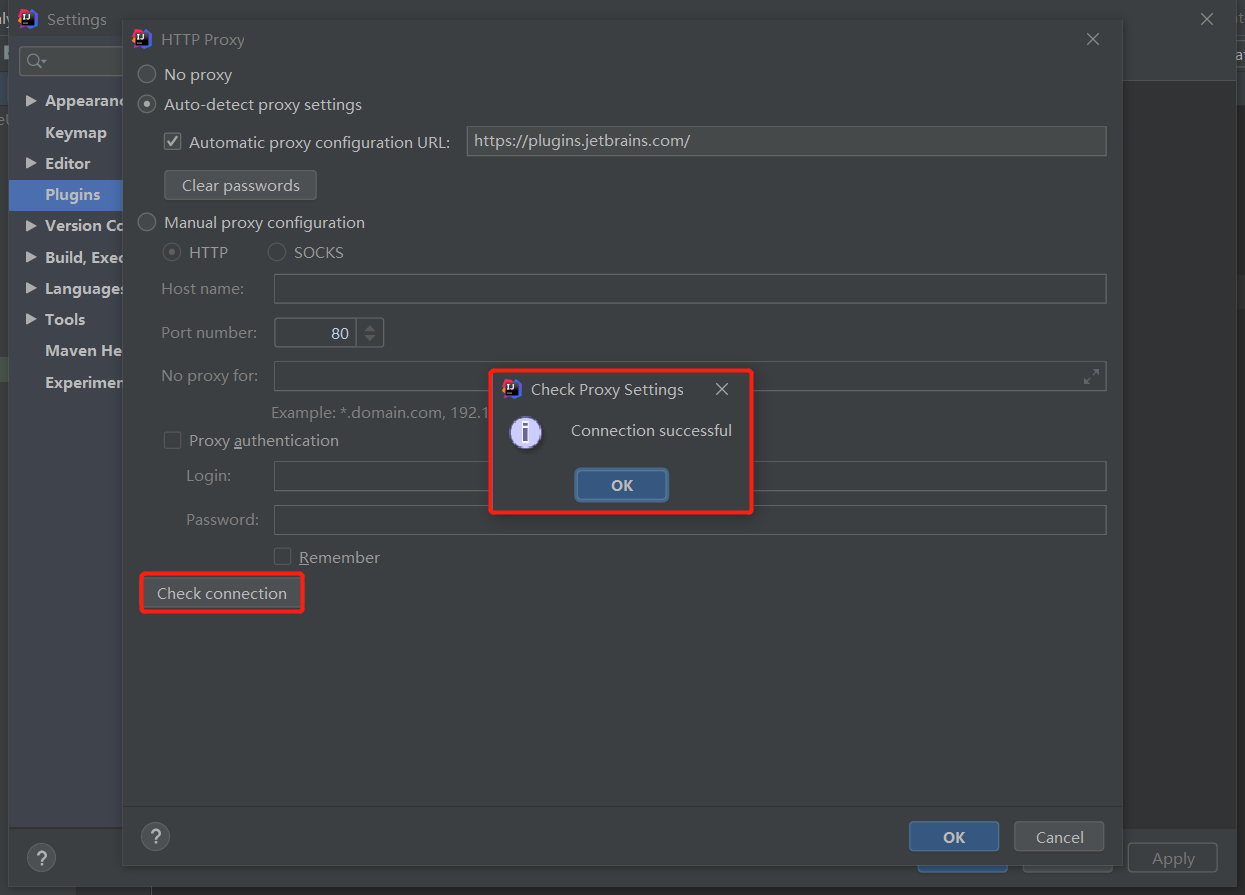 Settings
HTTP Proxy
No proxy
Auto-detect proxy settings
Automatic proxy configuration URL: https://plugins.jetbrains.com/
Clear passwords
Manual proxy configuration
HTTP SOCKS
Host name:
Port number: 80
No proxy for:
Example: *.domain.com, 192.1
Proxy authentication
Login:
Password:
Remember
Check connection
Check Proxy Settings
Connection successful
OK
Appearanc
Keymap
Editor
Plugins
Version Co
Build, Exec
Languages
Tools
Maven He
Experimen
?
OK Cancel
?
Apply